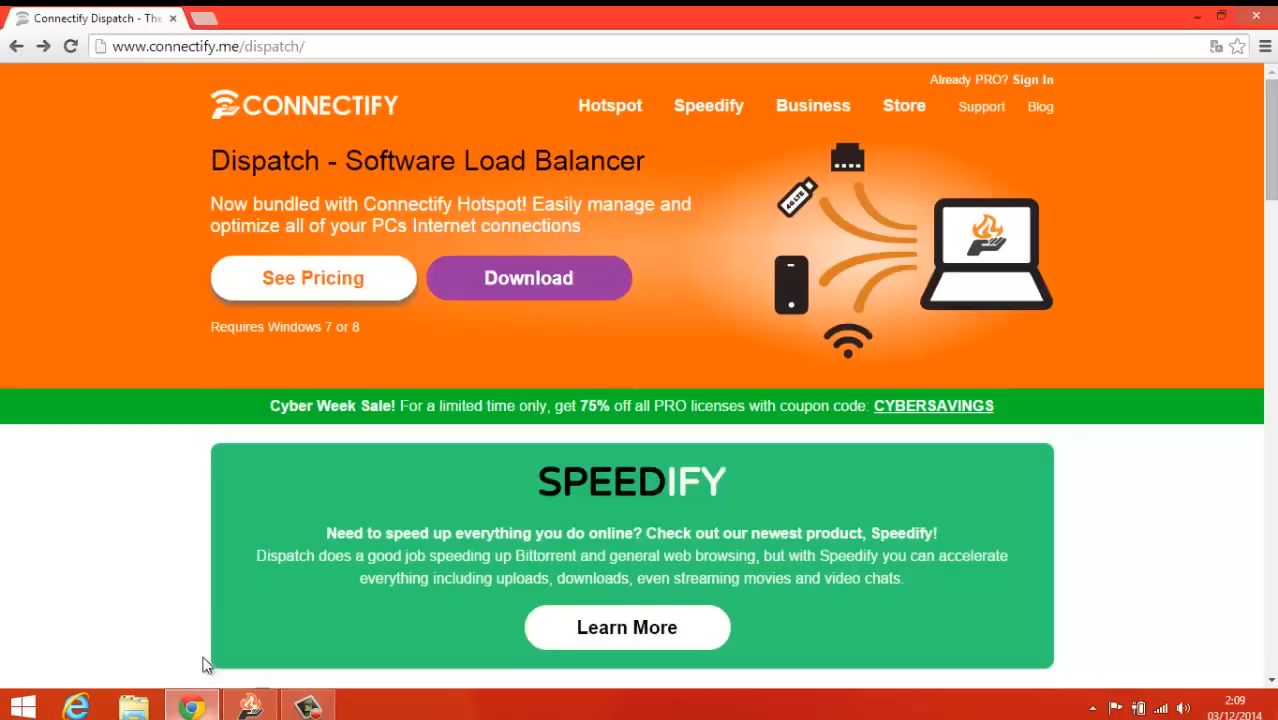 Connectify Dispatch - The
www.connectify.me/dispatch/
Already PRO? Sign In
CONNECTIFY
Hotspot Speedify Business Store Support Blog
Dispatch - Software Load Balancer
Now bundled with Connectify Hotspot! Easily manage and
optimize all of your PCs Internet connections
4G LTE
See Pricing Download
Requires Windows 7 or 8
Cyber Week Sale! For a limited time only, get 75% off all PRO licenses with coupon code: CYBERSAVINGS
SPEEDIFY
Need to speed up everything you do online? Check out our newest product, Speedify!
Dispatch does a good job speeding up Bittorrent and general web browsing, but with Speedify you can accelerate
everything including uploads, downloads, even streaming movies and video chats.
Learn More
2:09
03/12/2014